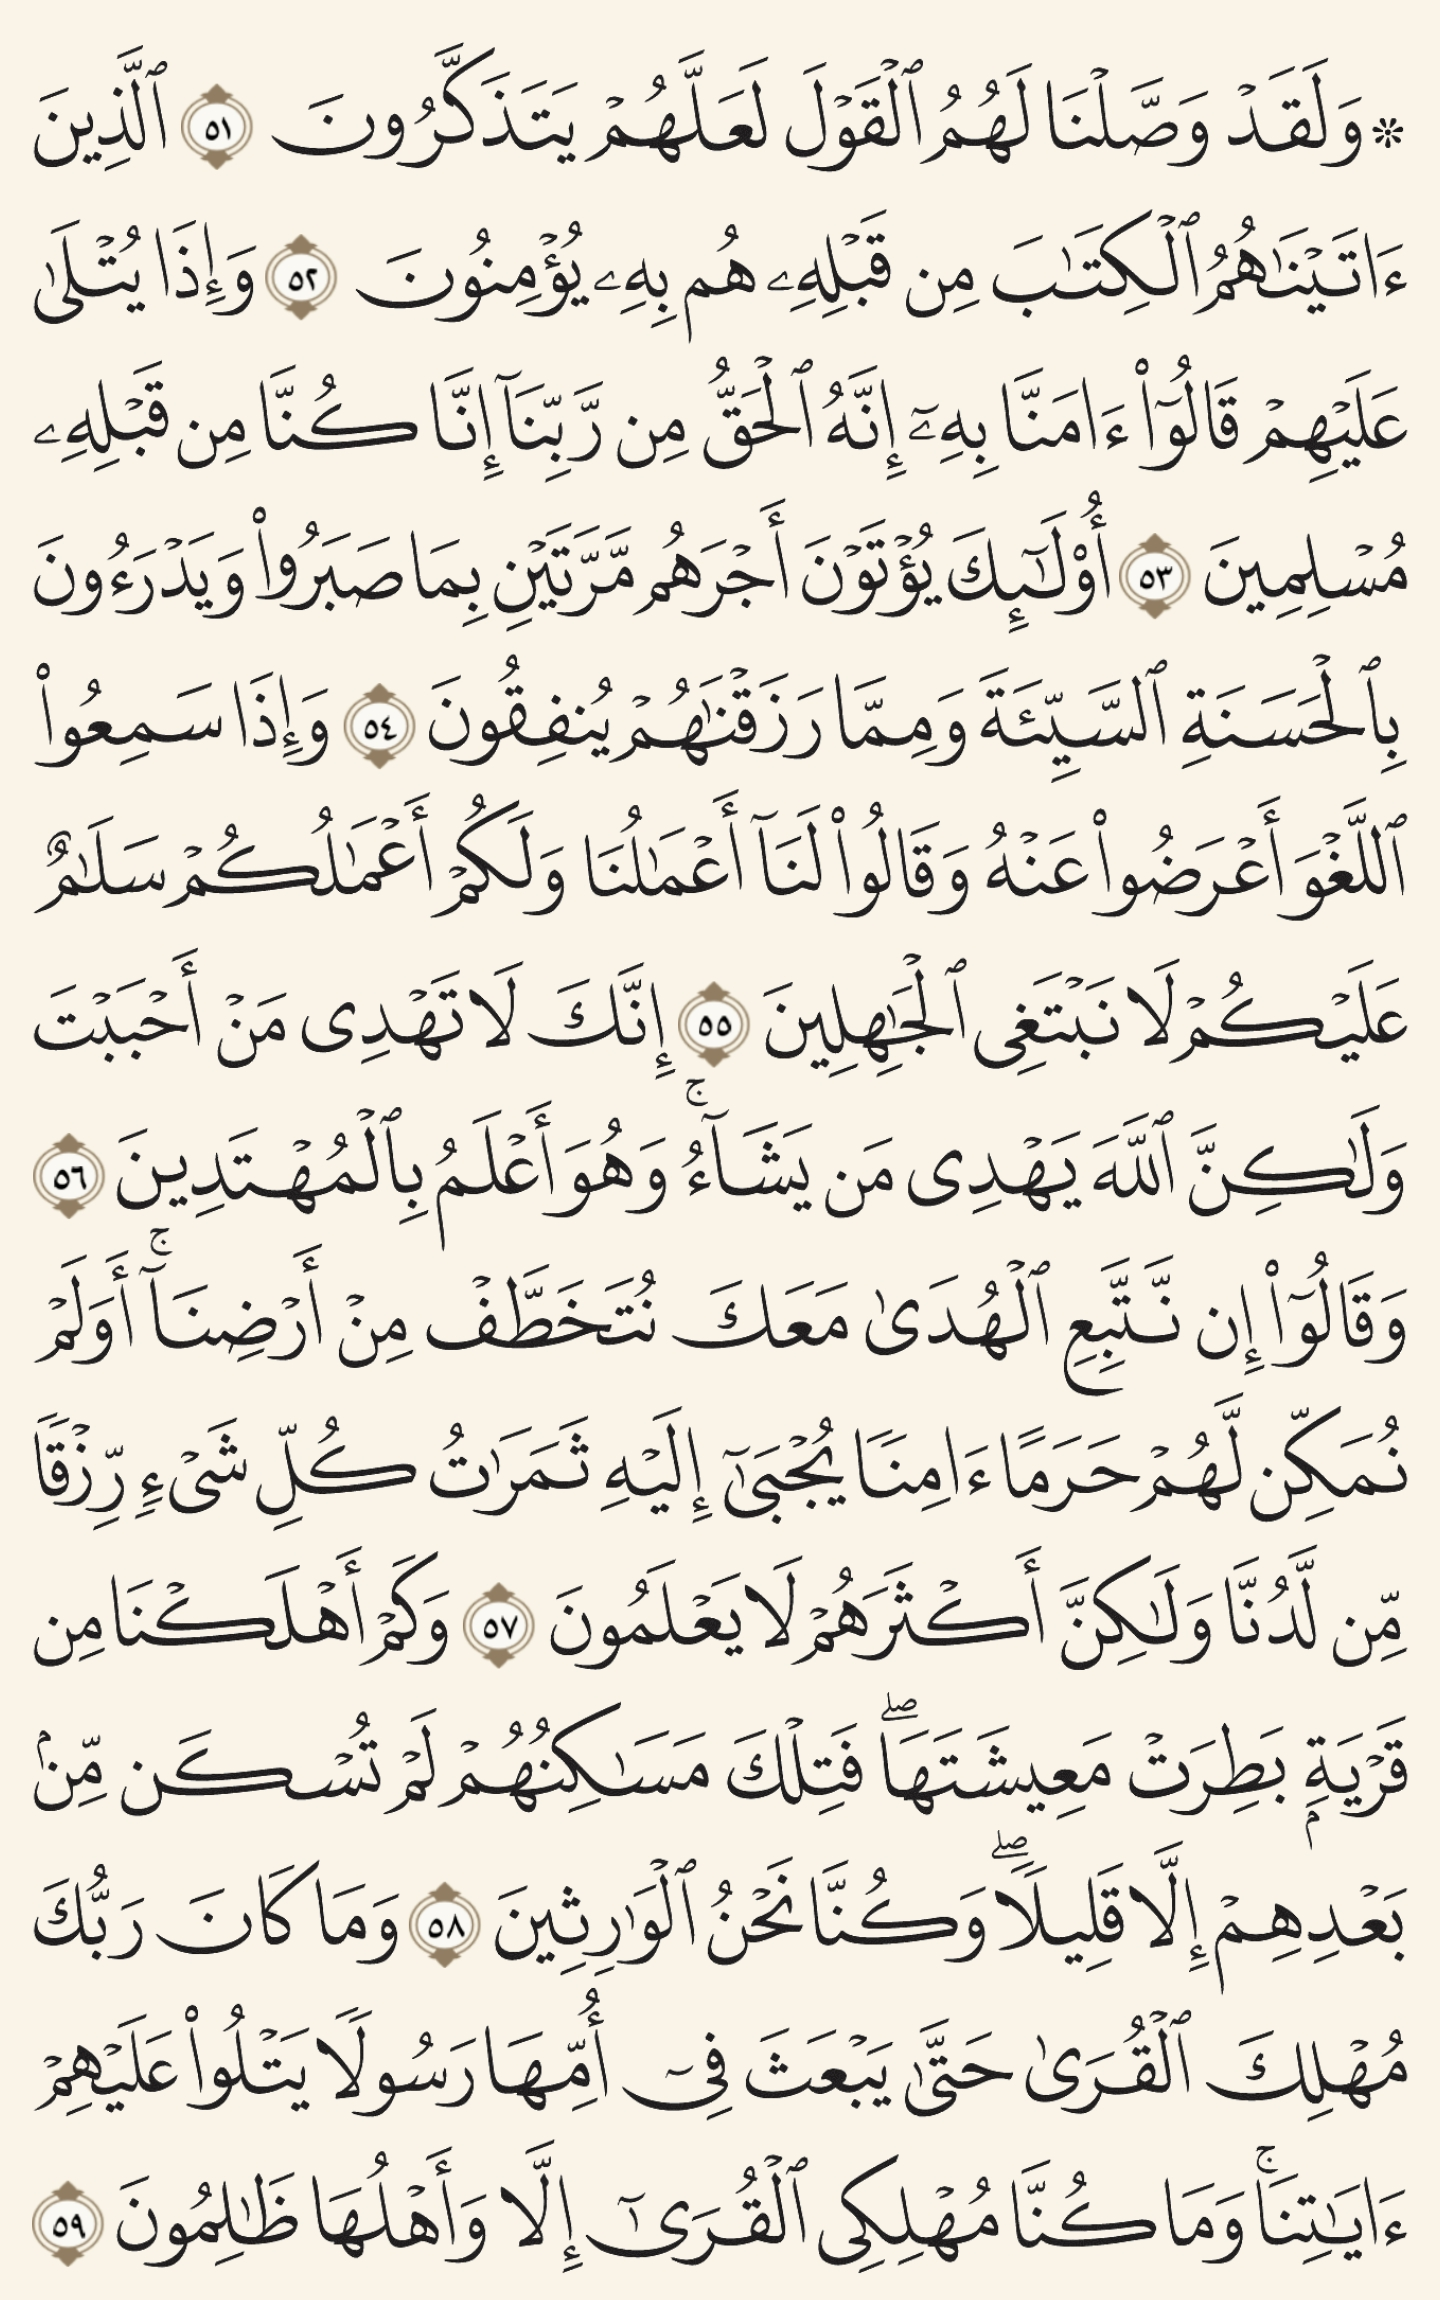 ۞ وَلَقَدْ وَصَّلْنَا لَهُمُ ٱلْقَوْلَ لَعَلَّهُمْ يَتَذَكَّرُونَ ٥١ ٱلَّذِينَ
ءَاتَيْنَٰهُمُ ٱلْكِتَٰبَ مِن قَبْلِهِۦ هُم بِهِۦ يُؤْمِنُونَ ٥٢ وَإِذَا يُتْلَىٰ
عَلَيْهِمْ قَالُوٓا۟ ءَامَنَّا بِهِۦٓ إِنَّهُ ٱلْحَقُّ مِن رَّبِّنَآ إِنَّا كُنَّا مِن قَبْلِهِۦ
مُسْلِمِينَ ٥٣ أُو۟لَٰٓئِكَ يُؤْتَوْنَ أَجْرَهُم مَّرَّتَيْنِ بِمَا صَبَرُوا۟ وَيَدْرَءُونَ
بِٱلْحَسَنَةِ ٱلسَّيِّئَةَ وَمِمَّا رَزَقْنَٰهُمْ يُنفِقُونَ ٥٤ وَإِذَا سَمِعُوا۟
ٱللَّغْوَ أَعْرَضُوا۟ عَنْهُ وَقَالُوا۟ لَنَآ أَعْمَٰلُنَا وَلَكُمْ أَعْمَٰلُكُمْ سَلَٰمٌ
عَلَيْكُمْ لَا نَبْتَغِى ٱلْجَٰهِلِينَ ٥٥ إِنَّكَ لَا تَهْدِى مَنْ أَحْبَبْتَ
وَلَٰكِنَّ ٱللَّهَ يَهْدِى مَن يَشَآءُ ۚ وَهُوَ أَعْلَمُ بِٱلْمُهْتَدِينَ ٥٦
وَقَالُوٓا۟ إِن نَّتَّبِعِ ٱلْهُدَىٰ مَعَكَ نُتَخَطَّفْ مِنْ أَرْضِنَآ ۚ أَوَلَمْ
نُمَكِّن لَّهُمْ حَرَمًا ءَامِنًا يُجْبَىٰٓ إِلَيْهِ ثَمَرَٰتُ كُلِّ شَىْءٍ رِّزْقًا
مِّن لَّدُنَّا وَلَٰكِنَّ أَكْثَرَهُمْ لَا يَعْلَمُونَ ٥٧ وَكَمْ أَهْلَكْنَا مِن
قَرْيَةٍۭ بَطِرَتْ مَعِيشَتَهَا ۖ فَتِلْكَ مَسَٰكِنُهُمْ لَمْ تُسْكَن مِّنۢ
بَعْدِهِمْ إِلَّا قَلِيلًا ۖ وَكُنَّا نَحْنُ ٱلْوَٰرِثِينَ ٥٨ وَمَا كَانَ رَبُّكَ
مُهْلِكَ ٱلْقُرَىٰ حَتَّىٰ يَبْعَثَ فِىٓ أُمِّهَا رَسُولًا يَتْلُوا۟ عَلَيْهِمْ
ءَايَٰتِنَا ۚ وَمَا كُنَّا مُهْلِكِى ٱلْقُرَىٰٓ إِلَّا وَأَهْلُهَا ظَٰلِمُونَ ٥٩